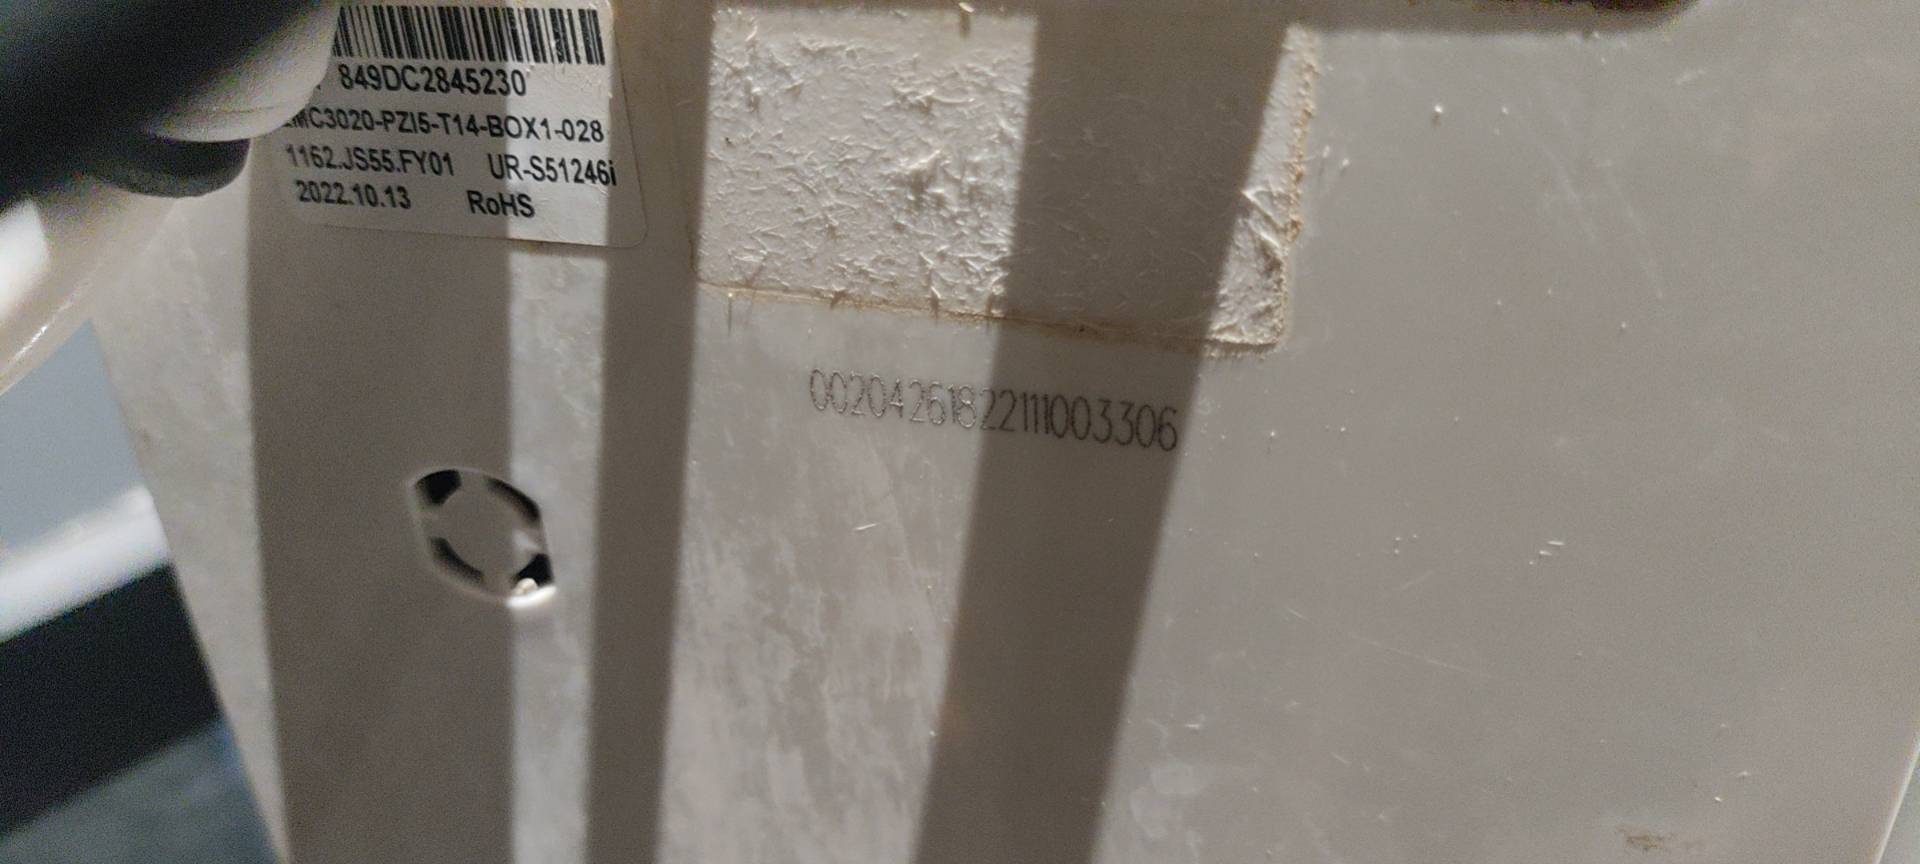 849DC2845230
MC3020-PZI5-T14-BOX1-028
1162.JS55.FY01 UR-S51246i
2022.10.13 RoHS
00204261822111003306